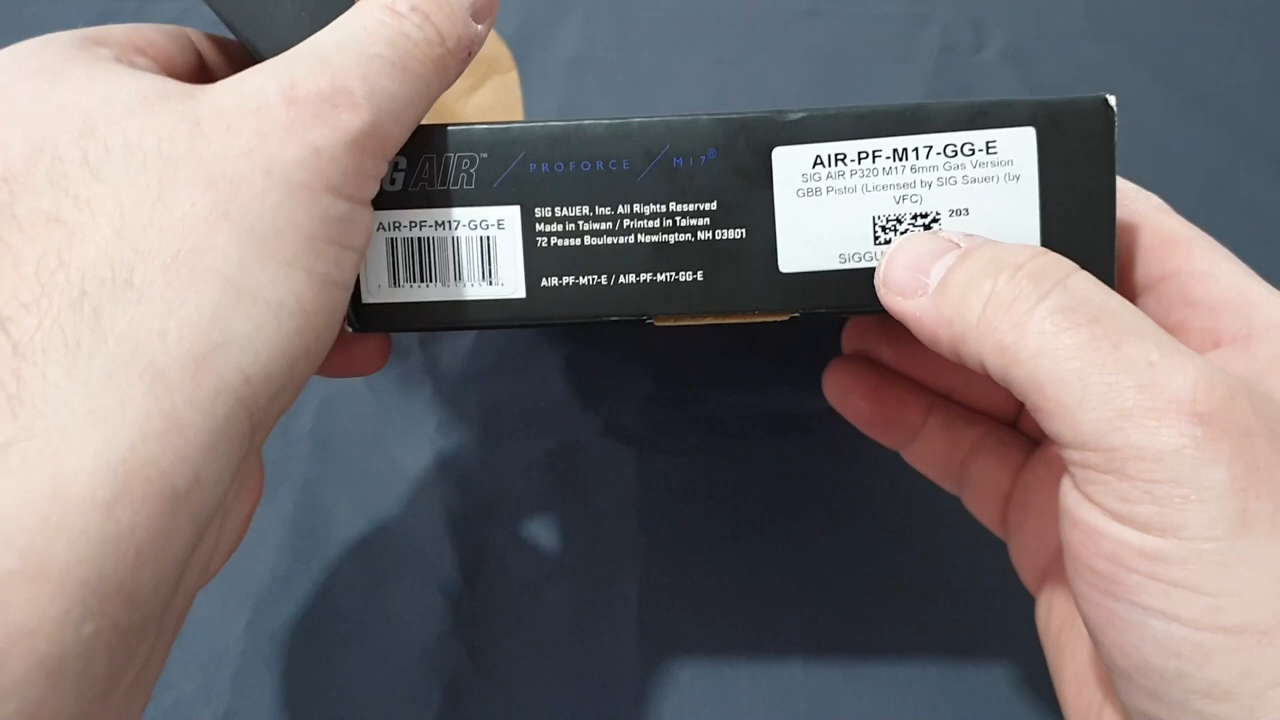 G AIR™ / PROFORCE / M17®
AIR-PF-M17-GG-E
SIG SAUER, Inc. All Rights Reserved
Made in Taiwan / Printed in Taiwan
72 Pease Boulevard Newington, NH 03801
AIR-PF-M17-E / AIR-PF-M17-GG-E
AIR-PF-M17-GG-E
SIG AIR P320 M17 6mm Gas Version
GBB Pistol (Licensed by SIG Sauer) (by
VFC)
203